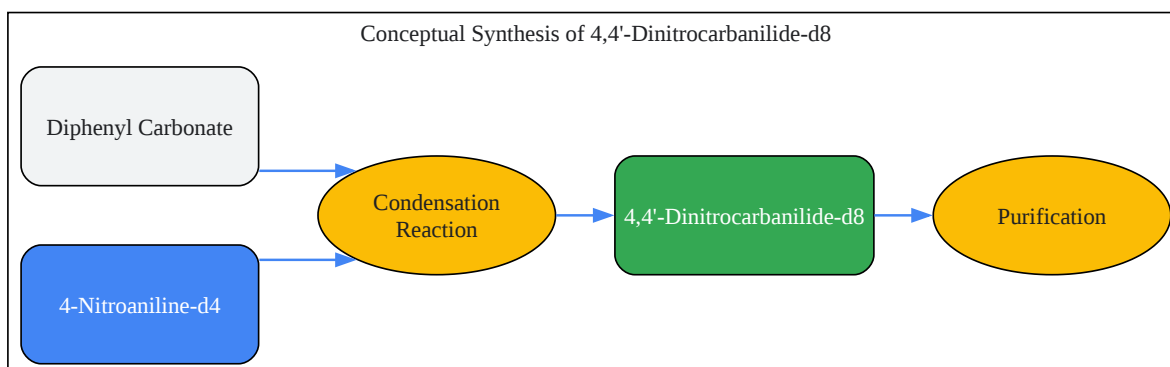 Conceptual Synthesis of 4,4'-Dinitrocarbanilide-d8
Diphenyl Carbonate
Condensation
Reaction
4,4'-Dinitrocarbanilide-d8
Purification
4-Nitroaniline-d4